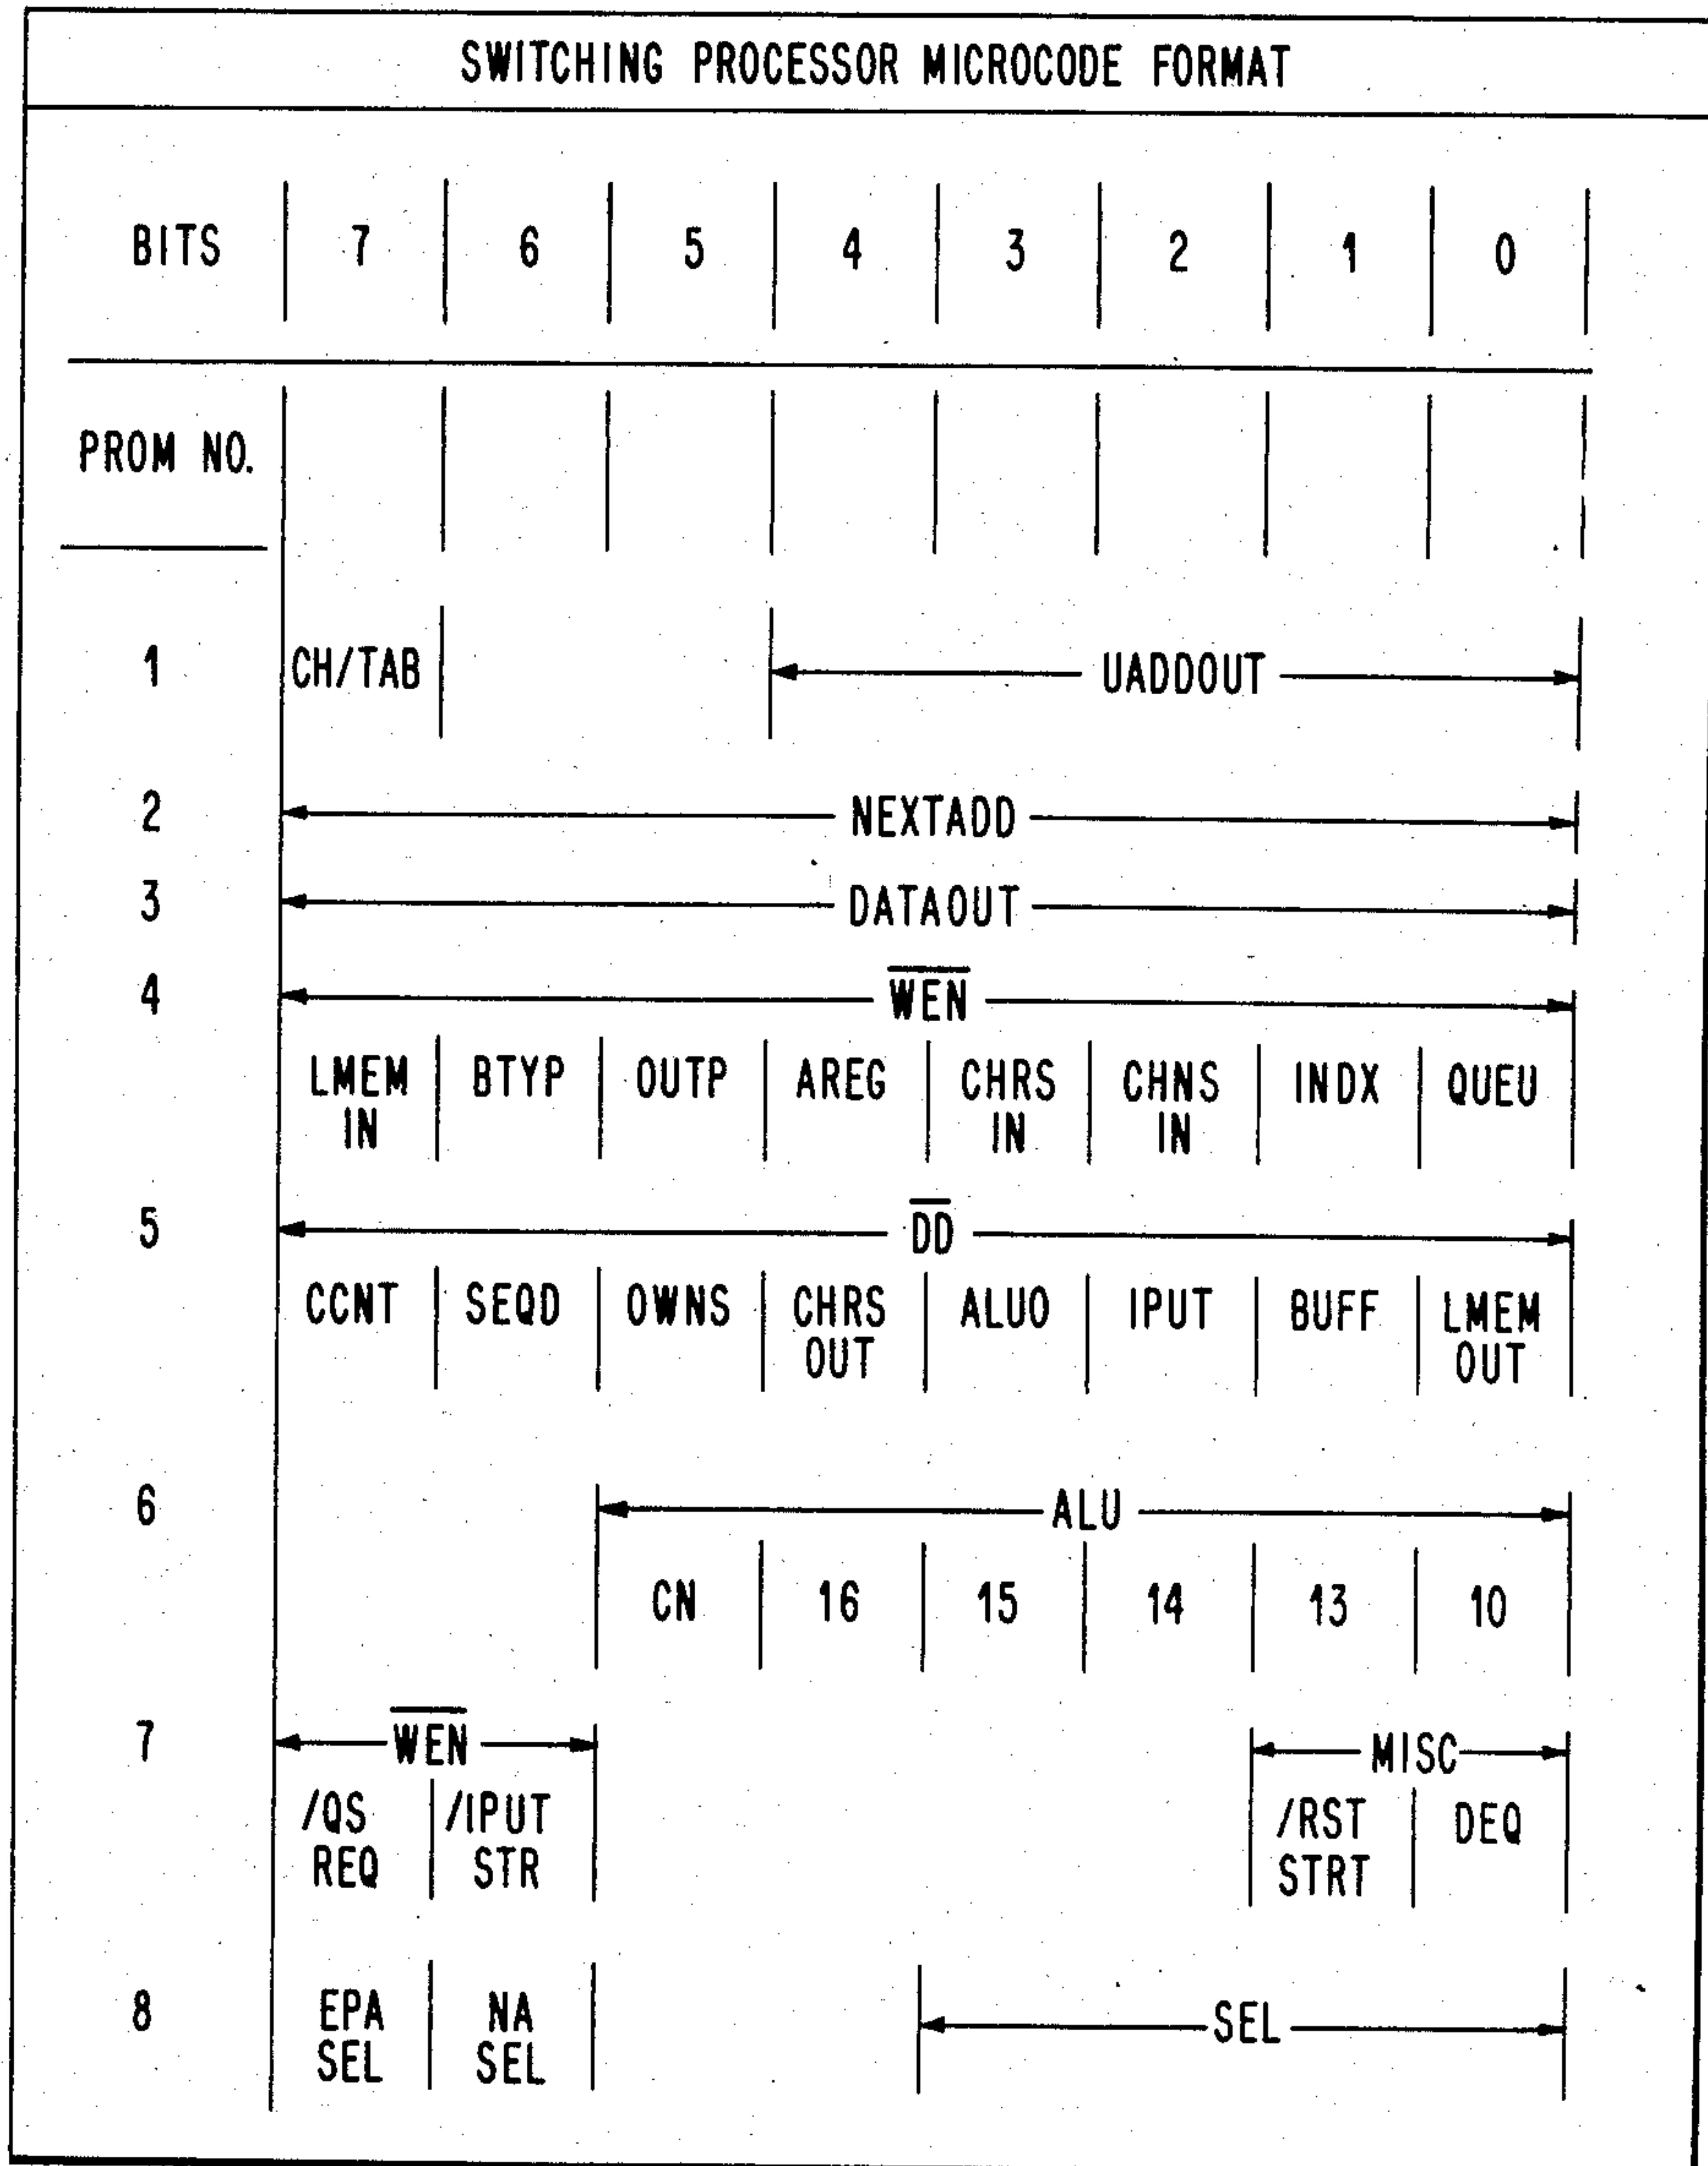 SWITCHING PROCESSOR MICROCODE FORMAT
BITS 7 6 5 4 3 2 1 0
PROM NO.
1 CH/TAB UADDOUT
2 NEXTADD
3 DATAOUT
4 WEN
LMEM IN BTYP OUTP AREG CHRS IN CHNS IN INDX QUEU
5 DD
CCNT SEQD OWNS CHRS OUT ALUO IPUT BUFF LMEM OUT
6 ALU
CN 16 15 14 13 10
7 WEN MISC
/QS REQ /IPUT STR /RST STRT DEQ
8 EPA SEL NA SEL SEL